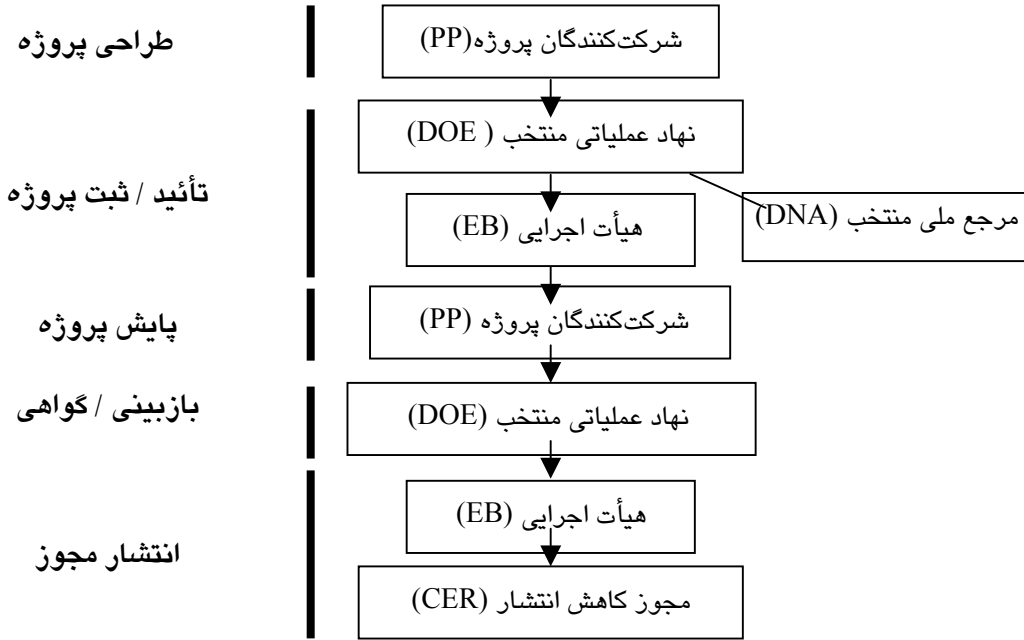 طراحی پروژه
شرکت‌کنندگان پروژه(PP)
تأئید / ثبت پروژه
نهاد عملیاتی منتخب ( DOE)
هیأت اجرایی (EB)
مرجع ملی منتخب (DNA)
پایش پروژه
شرکت‌کنندگان پروژه (PP)
بازبینی / گواهی
نهاد عملیاتی منتخب (DOE)
انتشار مجوز
هیأت اجرایی (EB)
مجوز کاهش انتشار (CER)